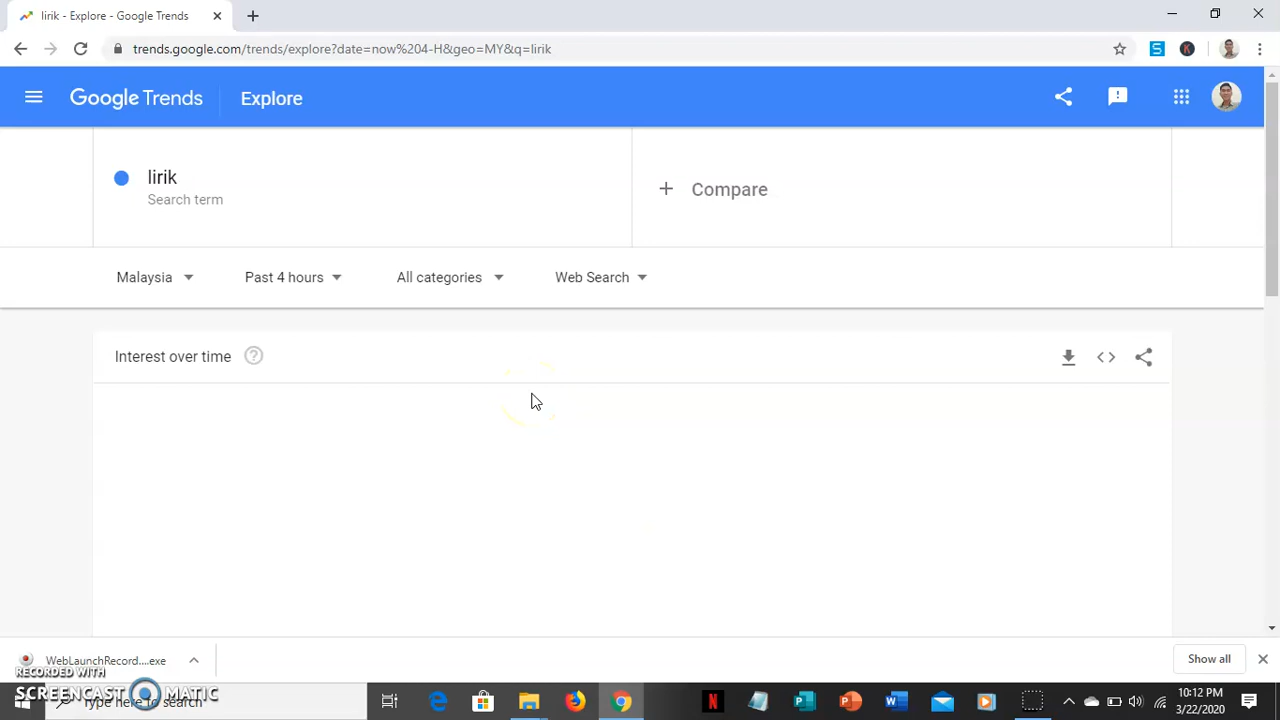 lirik - Explore - Google Trends
trends.google.com/trends/explore?date=now%204-H&geo=MY&q=lirik
Google Trends
Explore
lirik
Search term
+ Compare
Malaysia
Past 4 hours
All categories
Web Search
Interest over time
WebLaunchRecord....exe
Show all
RECORDED WITH
SCREENCAST MATIC
Type here to search
10:12 PM
3/22/2020